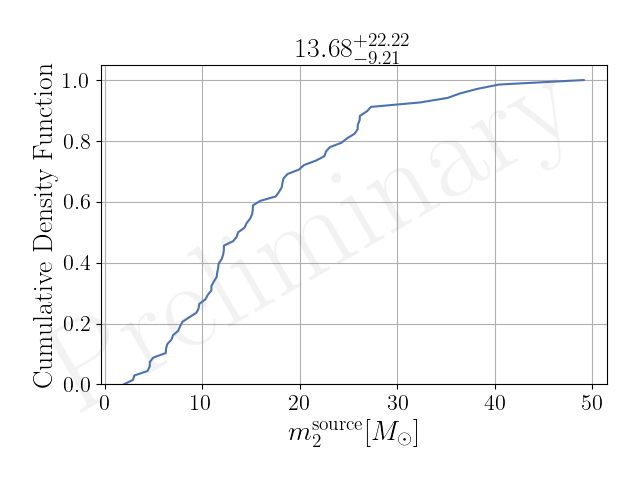 13.68^{+22.22}_{-9.21}
Cumulative Density Function
1.0
0.8
0.6
0.4
0.2
0.0
0 10 20 30 40 50
m_2^{source}[M_⊙]
Preliminary